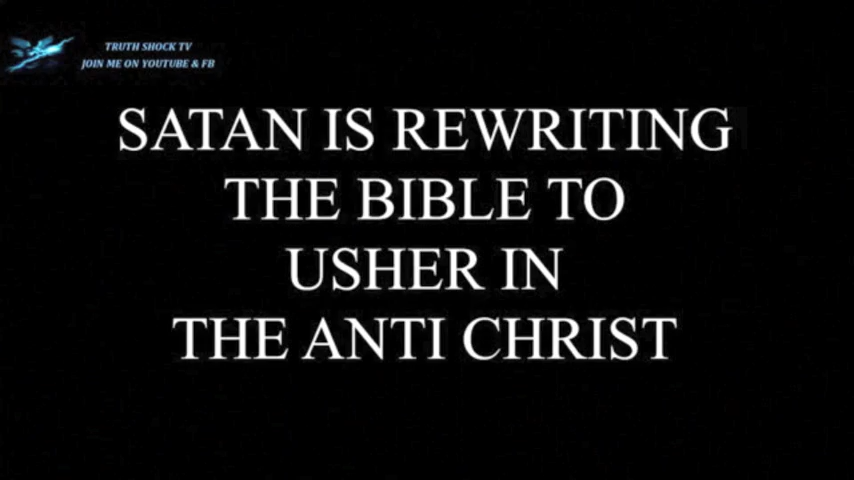 TRUTH SHOCK TV
JOIN ME ON YOUTUBE & FB
SATAN IS REWRITING
THE BIBLE TO
USHER IN
THE ANTI CHRIST